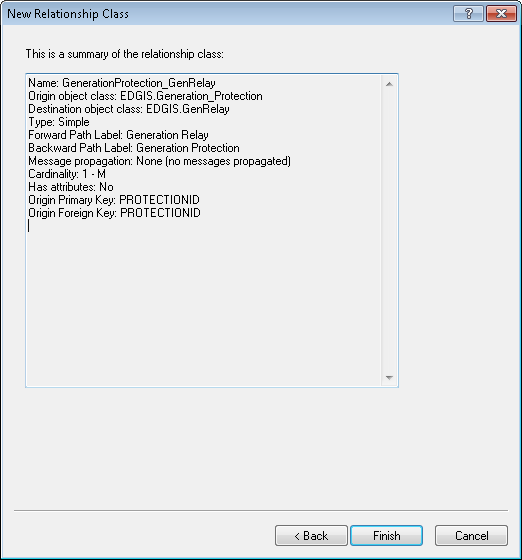 New Relationship Class
This is a summary of the relationship class:
Name: GenerationProtection_GenRelay
Origin object class: EDGIS.Generation_Protection
Destination object class: EDGIS.GenRelay
Type: Simple
Forward Path Label: Generation Relay
Backward Path Label: Generation Protection
Message propagation: None (no messages propagated)
Cardinality: 1 - M
Has attributes: No
Origin Primary Key: PROTECTIONID
Origin Foreign Key: PROTECTIONID
< Back Finish Cancel